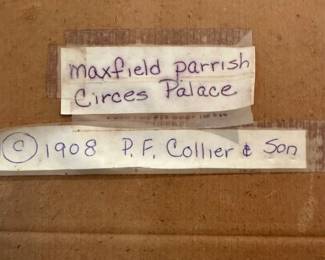 maxfield parrish
Circes Palace
© 1908 P.F. Collier & Son